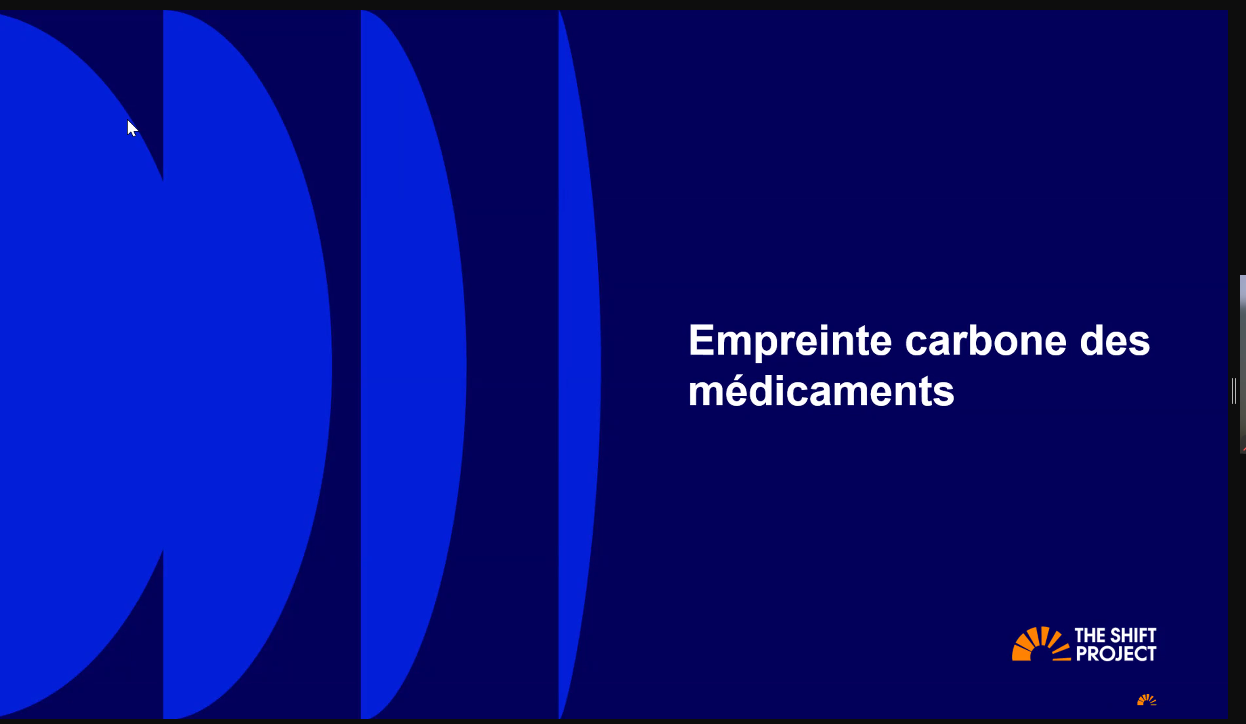 Empreinte carbone des
médicaments
THE SHIFT
PROJECT